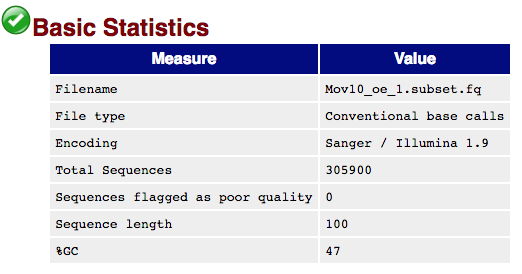 Basic Statistics
Measure Value
Filename Mov10_oe_1.subset.fq
File type Conventional base calls
Encoding Sanger / Illumina 1.9
Total Sequences 305900
Sequences flagged as poor quality 0
Sequence length 100
%GC 47